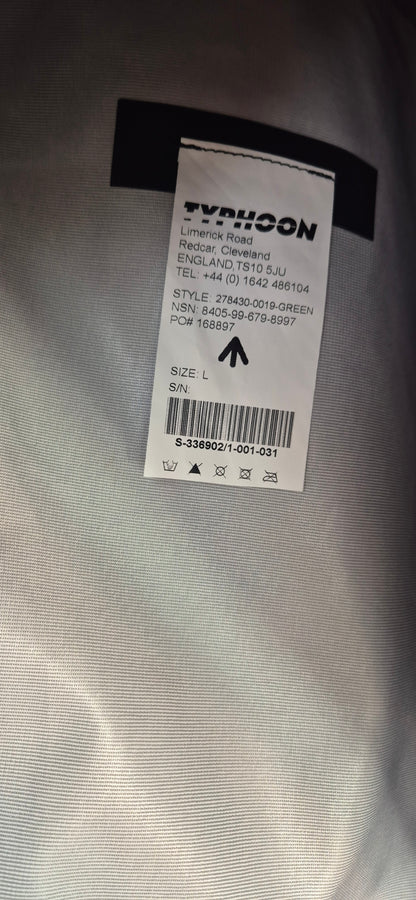 TYPHOON
Limerick Road
Redcar, Cleveland
ENGLAND, TS10 5JU
TEL: +44 (0) 1642 486104
STYLE: 278430-0019-GREEN
NSN: 8405-99-679-8997
PO# 168897
SIZE: L
S/N:
S-336902/1-001-031